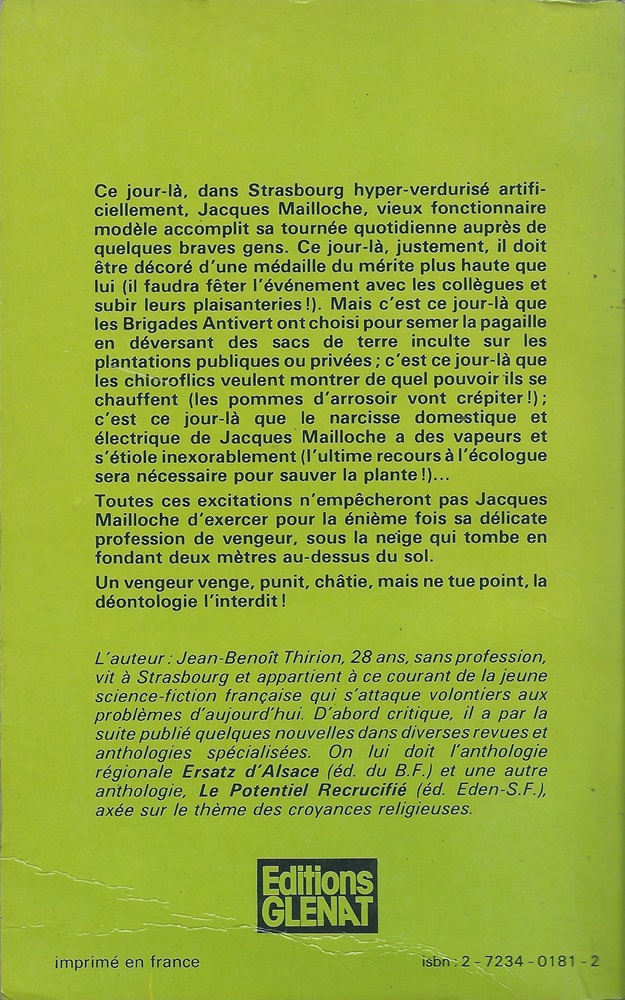 Ce jour-là, dans Strasbourg hyper-verdurisé artifi-
ciellement, Jacques Mailloche, vieux fonctionnaire
modèle accomplit sa tournée quotidienne auprès de
quelques braves gens. Ce jour-là, justement, il doit
être décoré d'une médaille du mérite plus haute que
lui (il faudra fêter l'événement avec les collègues et
subir leurs plaisanteries!). Mais c'est ce jour-là que
les Brigades Antivert ont choisi pour semer la pagaille
en déversant des sacs de terre inculte sur les
plantations publiques ou privées; c'est ce jour-là que
les chloroflics veulent montrer de quel pouvoir ils se
chauffent (les pommes d'arrosoir vont crépiter!);
c'est ce jour-là que le narcisse domestique et
électrique de Jacques Mailloche a des vapeurs et
s'étiole inexorablement (l'ultime recours à l'écologue
sera nécessaire pour sauver la plante!)...
Toutes ces excitations n'empêcheront pas Jacques
Mailloche d'exercer pour la énième fois sa délicate
profession de vengeur, sous la neige qui tombe en
fondant deux mètres au-dessus du sol.
Un vengeur venge, punit, châtie, mais ne tue point, la
déontologie l'interdit!
L'auteur: Jean-Benoît Thirion, 28 ans, sans profession,
vit à Strasbourg et appartient à ce courant de la jeune
science-fiction française qui s'attaque volontiers aux
problèmes d'aujourd'hui. D'abord critique, il a par la
suite publié quelques nouvelles dans diverses revues et
anthologies spécialisées. On lui doit l'anthologie
régionale Ersatz d'Alsace (éd. du B.F.) et une autre
anthologie, Le Potentiel Recrucifié (éd. Eden-S.F.),
axée sur le thème des croyances religieuses.
Editions
GLENAT
imprimé en france
isbn : 2 - 7234 - 0181 - 2